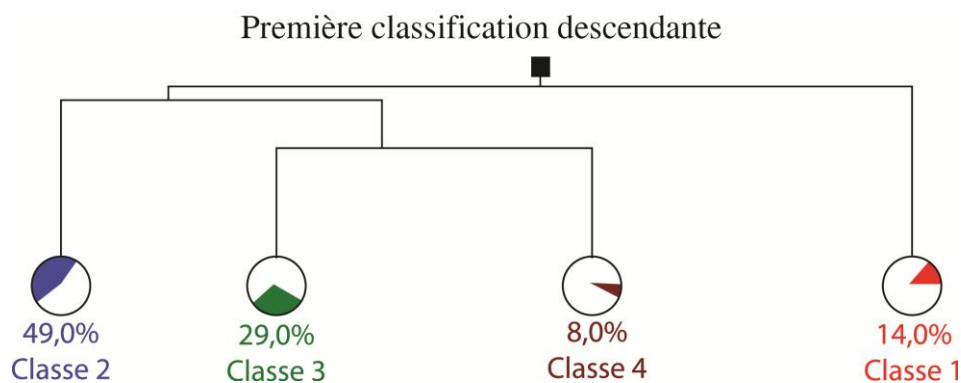 Première classification descendante
49,0%
Classe 2
29,0%
Classe 3
8,0%
Classe 4
14,0%
Classe 1